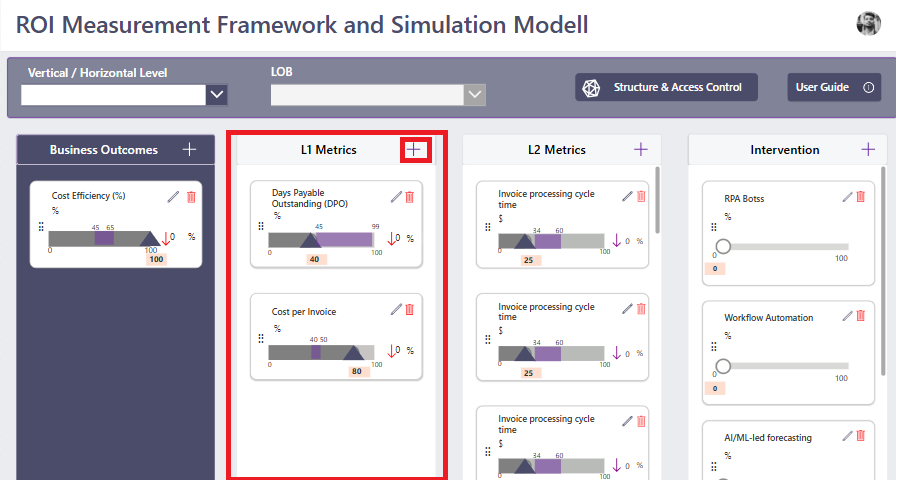 ROI Measurement Framework and Simulation Modell
Vertical / Horizontal Level
LOB
Structure & Access Control
User Guide
Business Outcomes
Cost Efficiency (%)
%
45 65
0 100
100
0 %
L1 Metrics
Days Payable
Outstanding (DPO)
%
45 99
0 100
40
0 %
Cost per Invoice
%
40 50
0 100
80
0 %
L2 Metrics
Invoice processing cycle
time
$
34 60
0 100
25
0 %
Invoice processing cycle
time
$
34 60
0 100
25
0 %
Invoice processing cycle
time
$
34 60
0 %
Intervention
RPA Botss
%
0 100
0
Workflow Automation
%
0 100
0
AI/ML-led forecasting
%